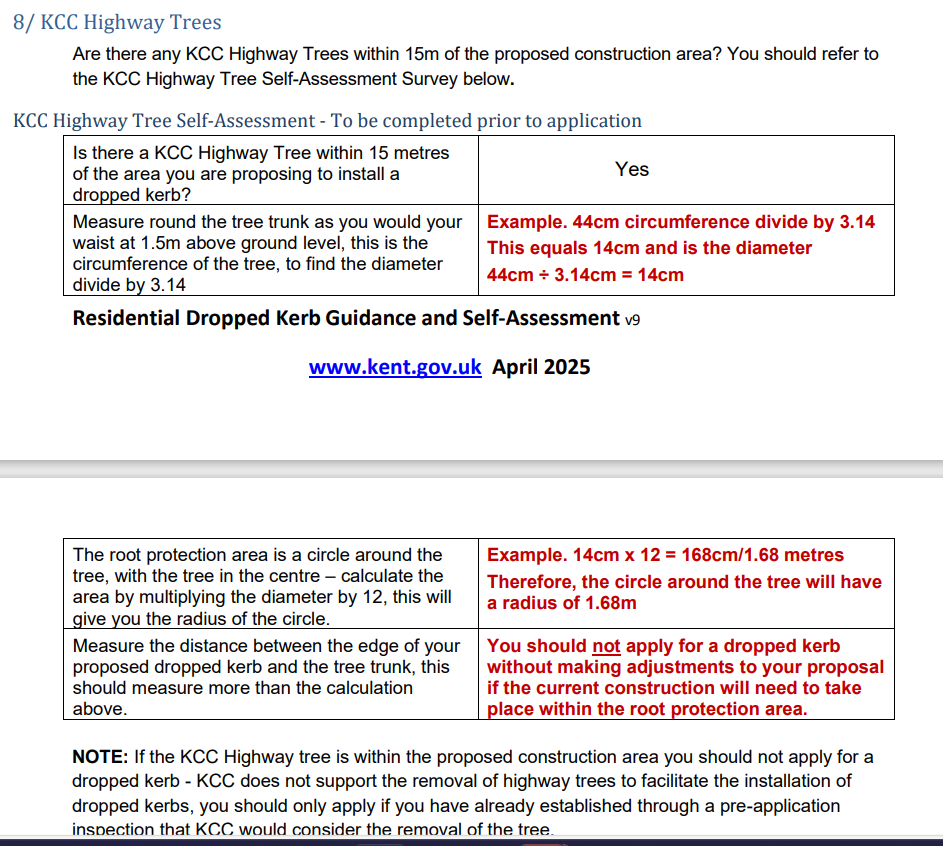 8/ KCC Highway Trees
Are there any KCC Highway Trees within 15m of the proposed construction area? You should refer to
the KCC Highway Tree Self-Assessment Survey below.
KCC Highway Tree Self-Assessment - To be completed prior to application
Is there a KCC Highway Tree within 15 metres
of the area you are proposing to install a
dropped kerb?
Yes
Measure round the tree trunk as you would your
waist at 1.5m above ground level, this is the
circumference of the tree, to find the diameter
divide by 3.14
Example. 44cm circumference divide by 3.14
This equals 14cm and is the diameter
44cm ÷ 3.14cm = 14cm
Residential Dropped Kerb Guidance and Self-Assessment v9
www.kent.gov.uk April 2025
The root protection area is a circle around the
tree, with the tree in the centre – calculate the
area by multiplying the diameter by 12, this will
give you the radius of the circle.
Example. 14cm x 12 = 168cm/1.68 metres
Therefore, the circle around the tree will have
a radius of 1.68m
Measure the distance between the edge of your
proposed dropped kerb and the tree trunk, this
should measure more than the calculation
above.
You should not apply for a dropped kerb
without making adjustments to your proposal
if the current construction will need to take
place within the root protection area.
NOTE: If the KCC Highway tree is within the proposed construction area you should not apply for a
dropped kerb - KCC does not support the removal of highway trees to facilitate the installation of
dropped kerbs, you should only apply if you have already established through a pre-application
inspection that KCC would consider the removal of the tree.